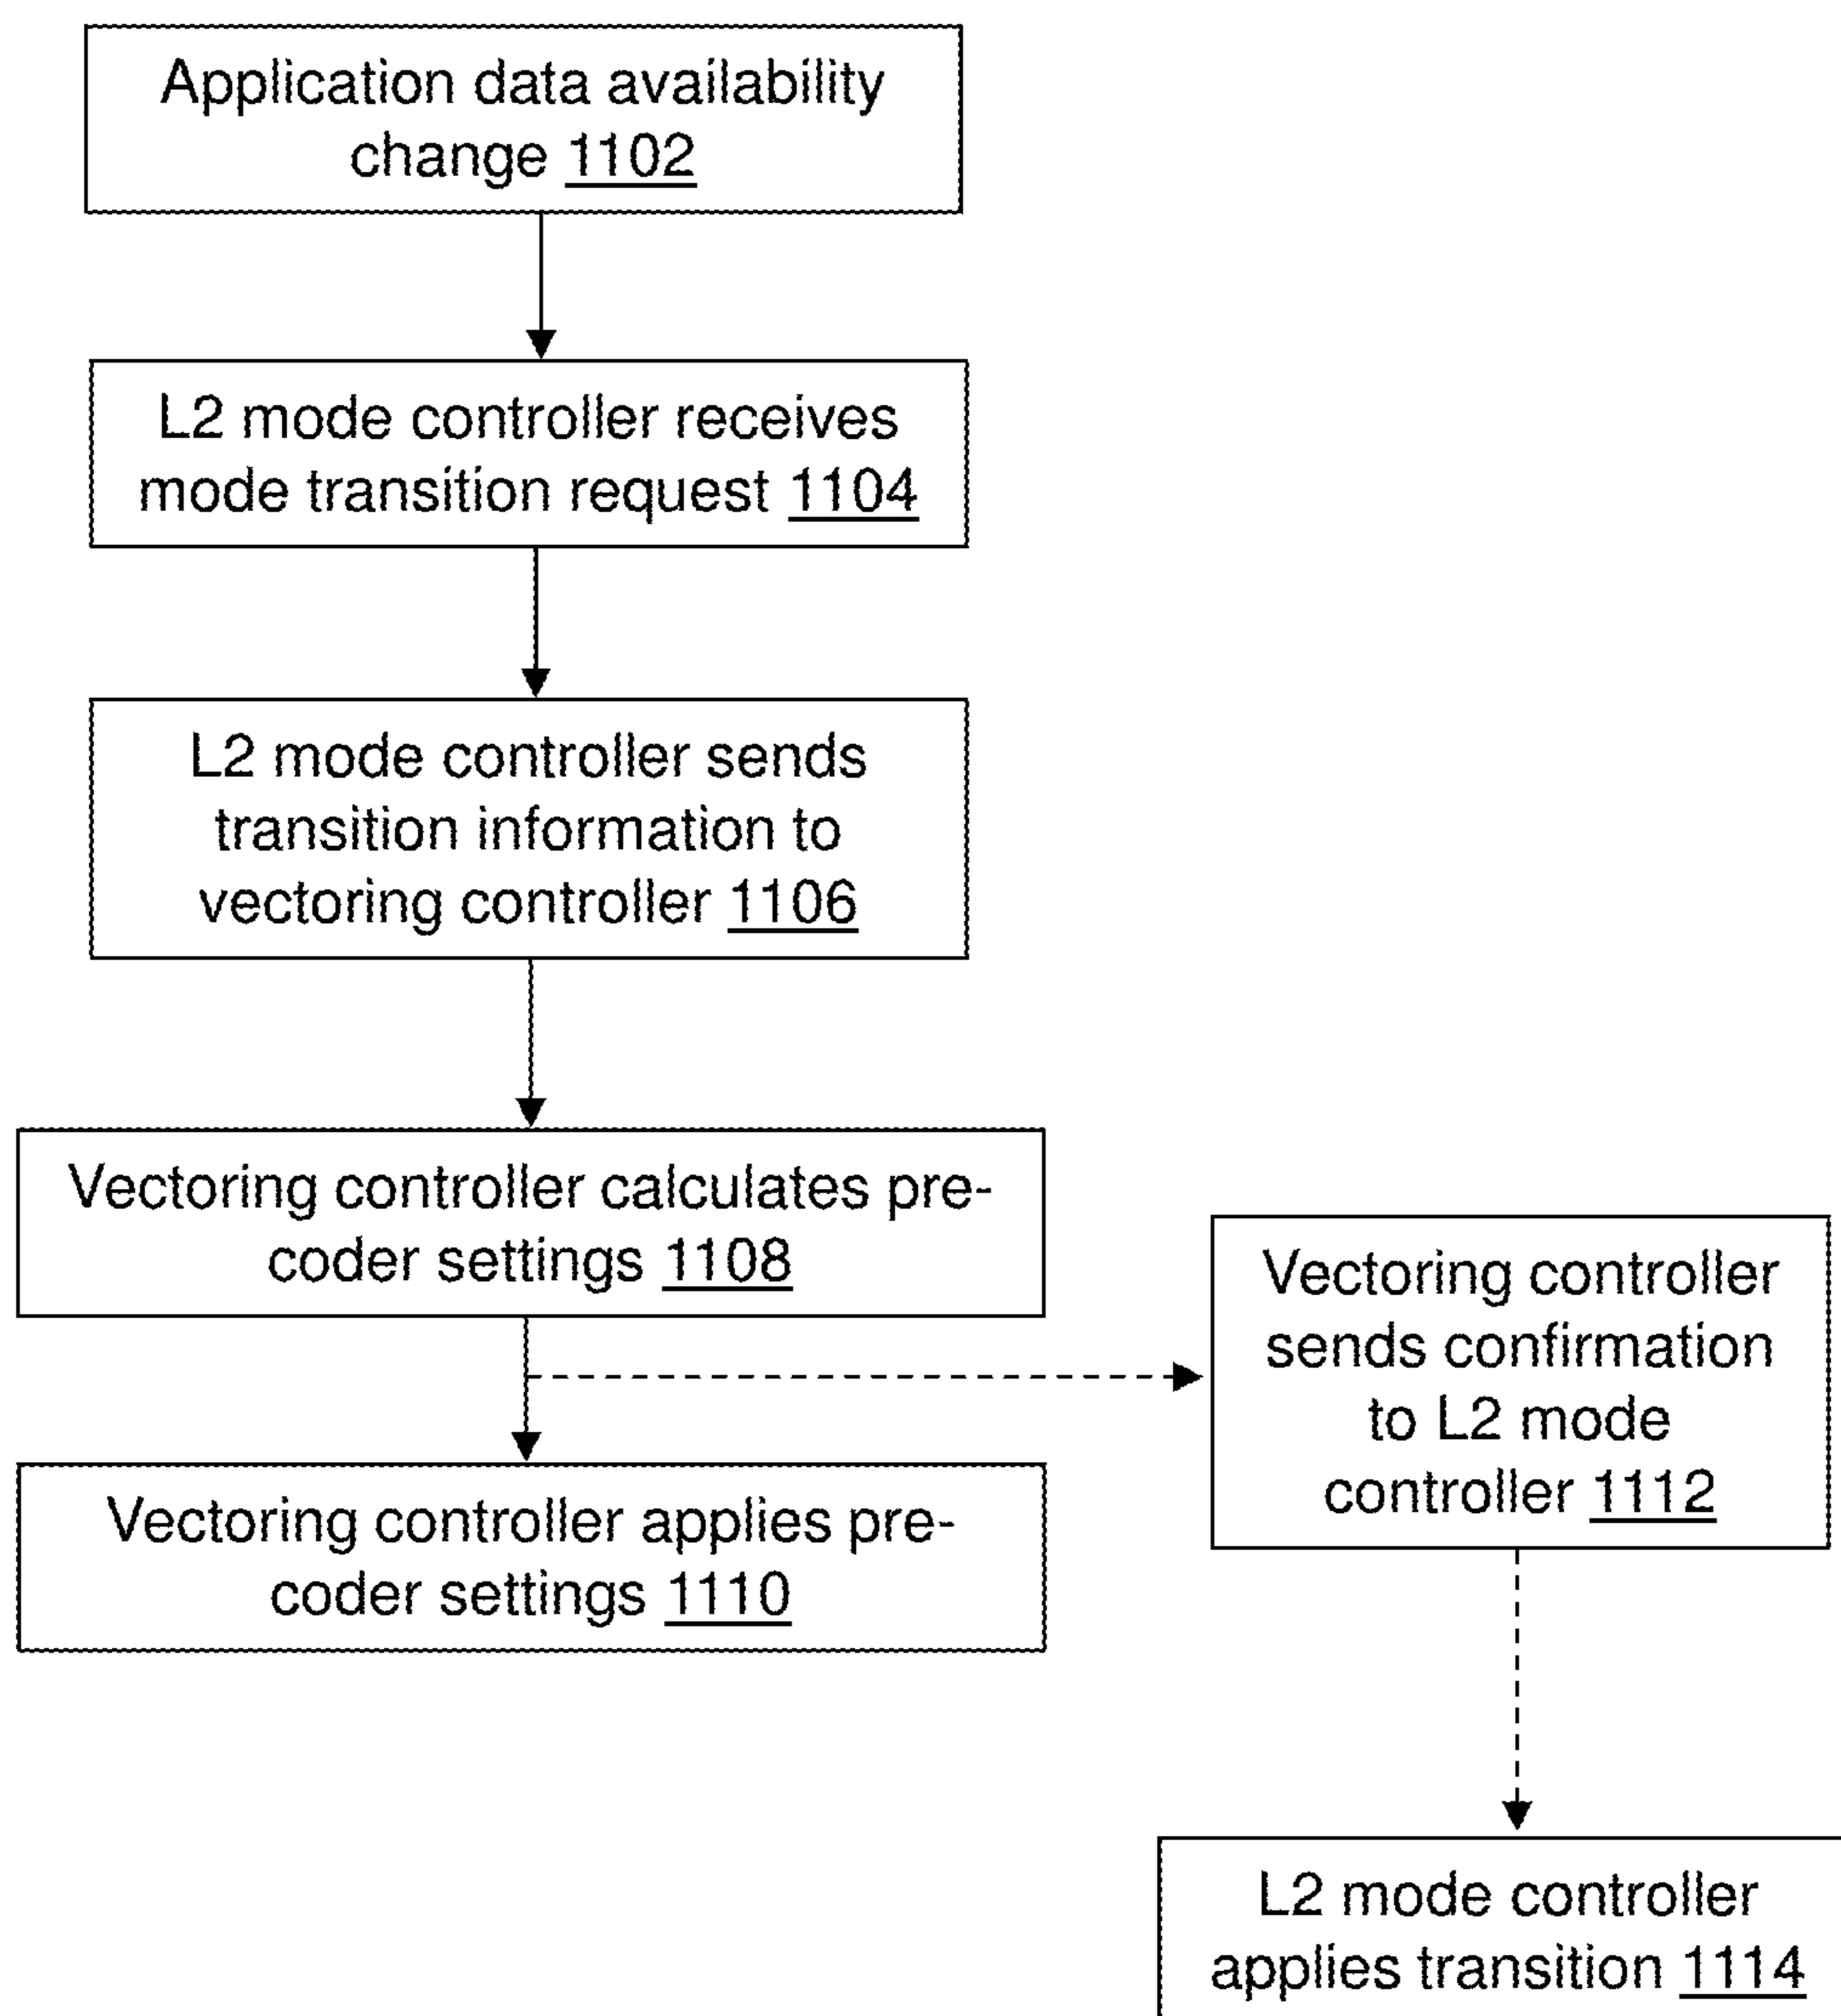 Application data availability
change 1102
L2 mode controller receives
mode transition request 1104
L2 mode controller sends
transition information to
vectoring controller 1106
Vectoring controller calculates pre-
coder settings 1108
Vectoring controller applies pre-
coder settings 1110
Vectoring controller
sends confirmation
to L2 mode
controller 1112
L2 mode controller
applies transition 1114